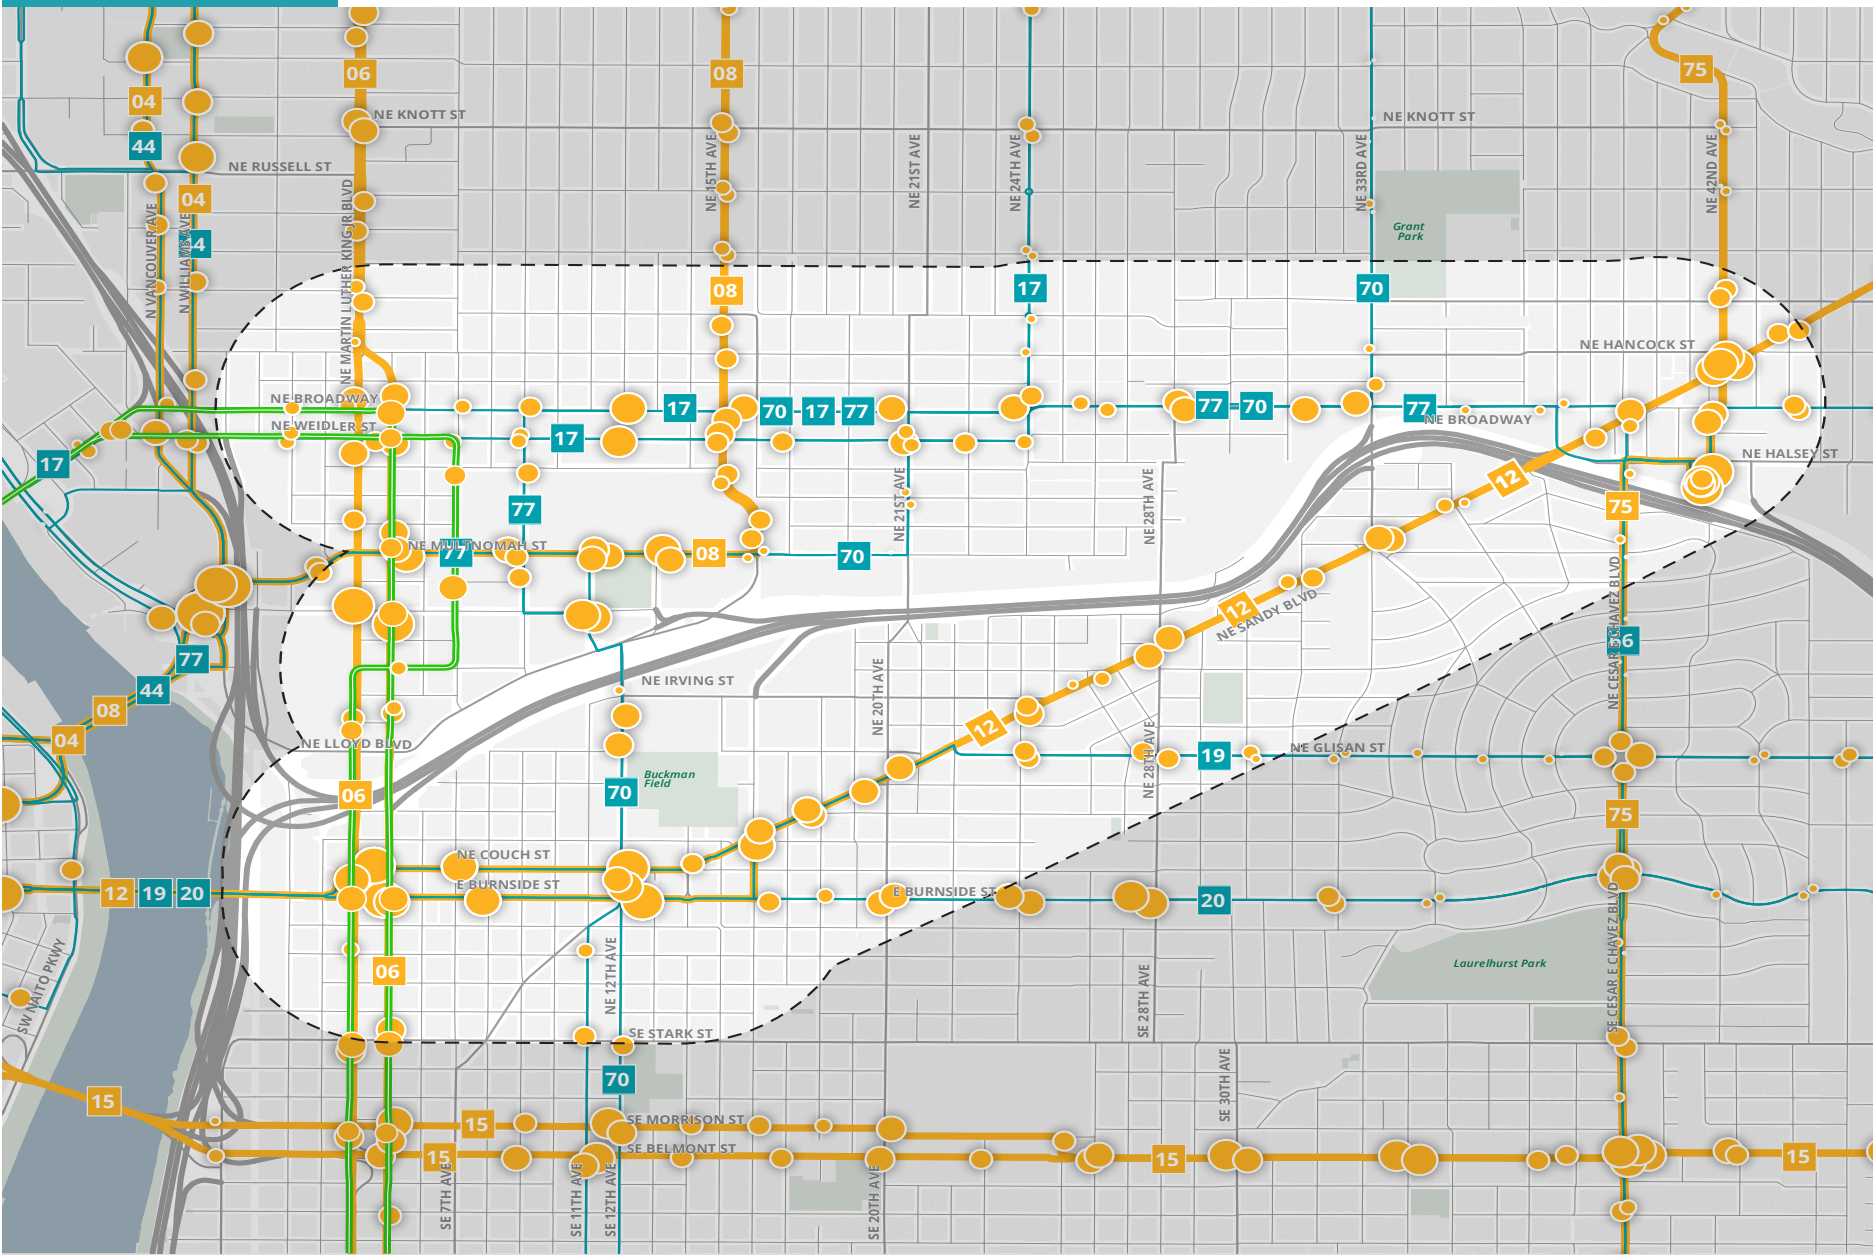 75
06
08
04
NE KNOTT ST
NE KNOTT ST
44
NE RUSSELL ST
NE 15TH AVE
NE 21ST AVE
NE 24TH AVE
NE 33RD AVE
NE 42ND AVE
04
N VANCOUVER AVE
N WILLIAMS AVE
NE MARTIN LUTHER KING JR BLVD
Grant
Park
08
17
70
NE HANCOCK ST
NE BROADWAY
17
70
17
77
77
70
77
NE BROADWAY
NE WEIDLER ST
17
NE HALSEY ST
17
12
77
NE 21ST AVE
NE 28TH AVE
75
NE MULTNOMAH ST
77
08
70
12
NE SANDY BLVD
NE CESAR E CHAVEZ BLVD
66
77
44
NE IRVING ST
NE 20TH AVE
08
12
04
NE LLOYD BLVD
NE 28TH AVE
19
NE GLISAN ST
Buckman
Field
06
70
75
NE COUCH ST
E BURNSIDE ST
E BURNSIDE ST
12
19
20
20
SW NAITO PKWY
06
NE 12TH AVE
Laurelhurst Park
SE CESAR E CHAVEZ BLVD
SE 28TH AVE
SE STARK ST
70
SE 30TH AVE
15
15
SE MORRISON ST
15
SE BELMONT ST
15
15
SE 7TH AVE
SE 11TH AVE
SE 12TH AVE
SE 20TH AVE